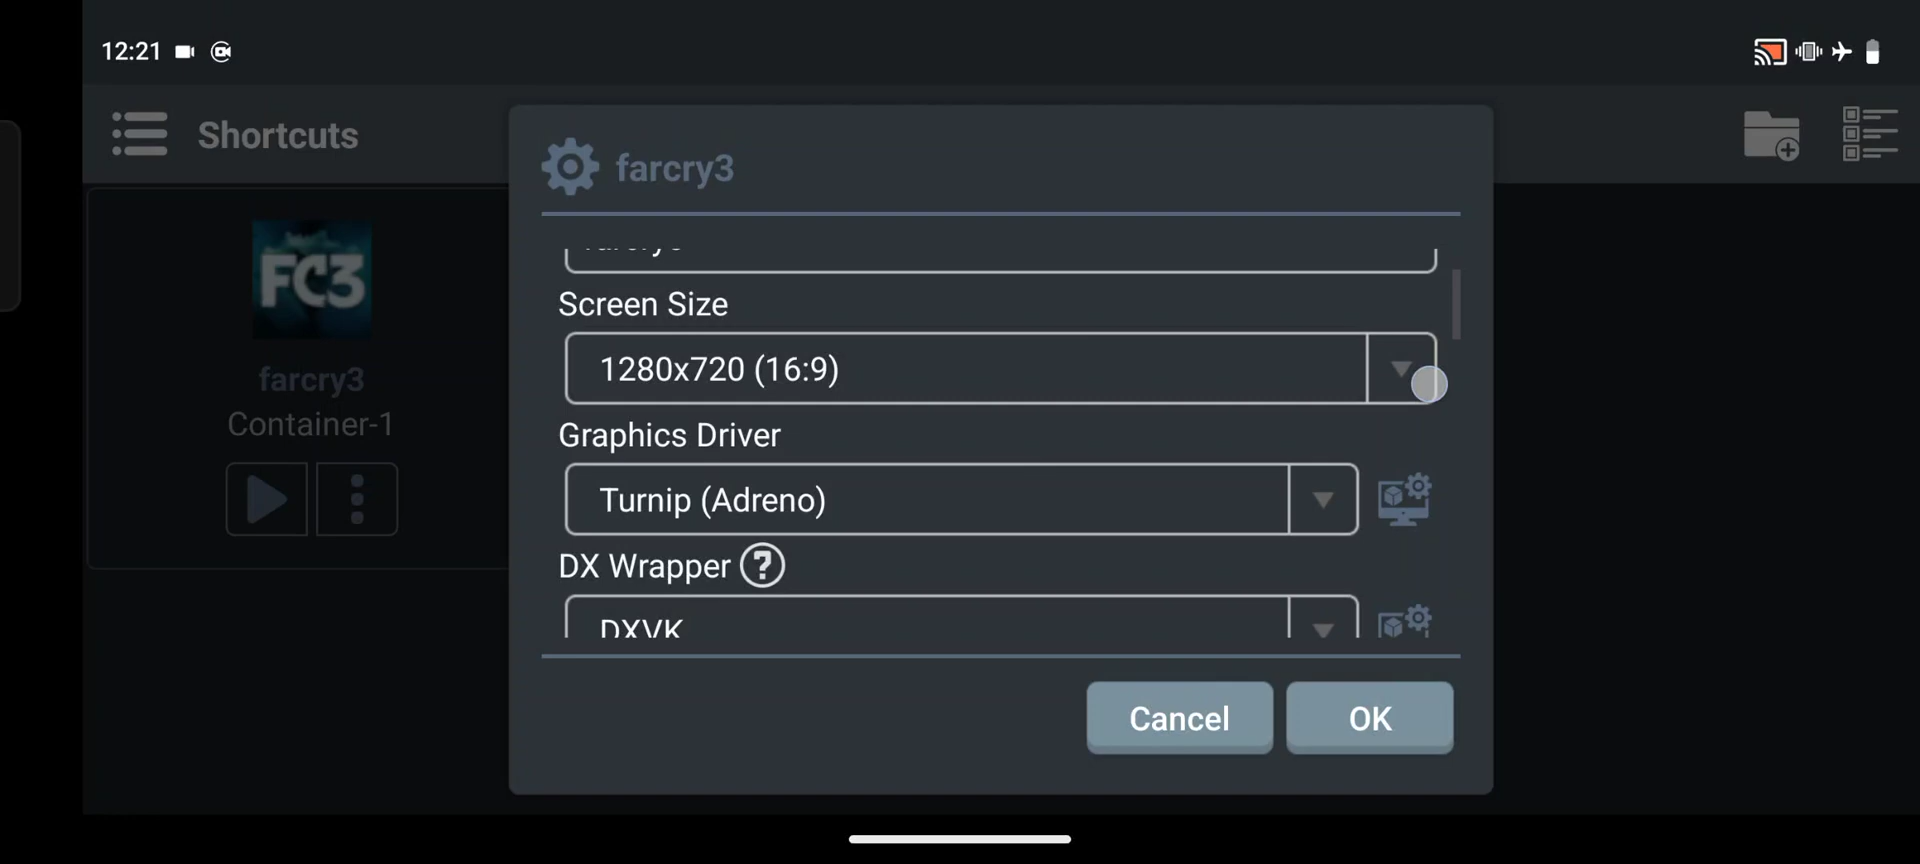 12:21
Shortcuts
FC3
farcry3
Container-1
farcry3
Screen Size
1280x720 (16:9)
Graphics Driver
Turnip (Adreno)
DX Wrapper ?
DXVK
Cancel
OK